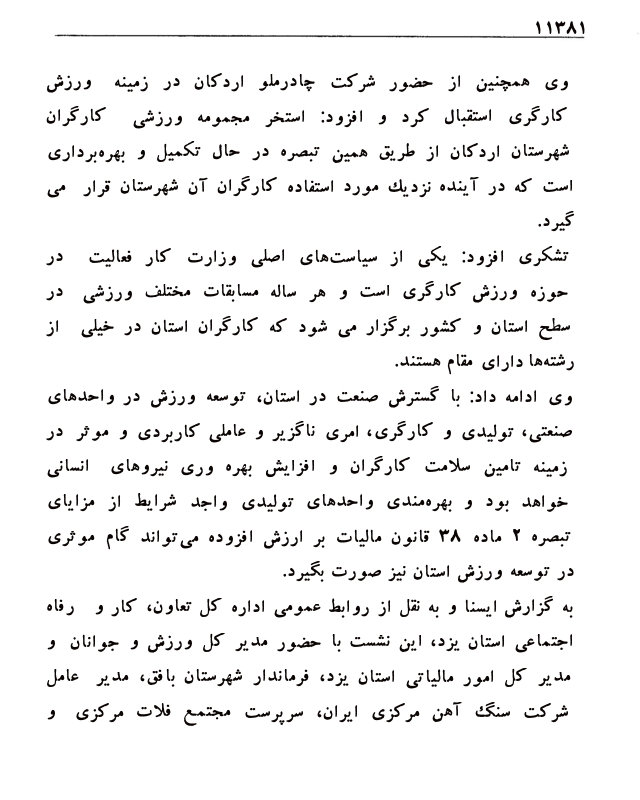 ۱۱۳۸۱
وی همچنین از حضور شرکت چادرملو اردکان در زمینه ورزش
کارگری استقبال کرد و افزود: استخر مجمومه ورزشی کارگران
شهرستان اردکان از طریق همین تبصره در حال تکمیل و بهره‌برداری
است که در آینده نزدیک مورد استفاده کارگران آن شهرستان قرار می
گیرد.
تشکری افزود: یکی از سیاست‌های اصلی وزارت کار فعالیت در
حوزه ورزش کارگری است و هر ساله مسابقات مختلف ورزشی در
سطح استان و کشور برگزار می شود که کارگران استان در خیلی از
رشته‌ها دارای مقام هستند.
وی ادامه داد: با گسترش صنعت در استان، توسعه ورزش در واحدهای
صنعتی، تولیدی و کارگری، امری ناگزیر و عاملی کاربردی و موثر در
زمینه تامین سلامت کارگران و افزایش بهره وری نیروهای انسانی
خواهد بود و بهره‌مندی واحدهای تولیدی واجد شرایط از مزایای
تبصره ۲ ماده ۳۸ قانون مالیات بر ارزش افزوده می‌تواند گام موثری
در توسعه ورزش استان نیز صورت بگیرد.
به گزارش ایسنا و به نقل از روابط عمومی اداره کل تعاون، کار و رفاه
اجتماعی استان یزد، این نشست با حضور مدیر کل ورزش و جوانان و
مدیر کل امور مالیاتی استان یزد، فرماندار شهرستان بافق، مدیر عامل
شرکت سنگ آهن مرکزی ایران، سرپرست مجتمع فلات مرکزی و